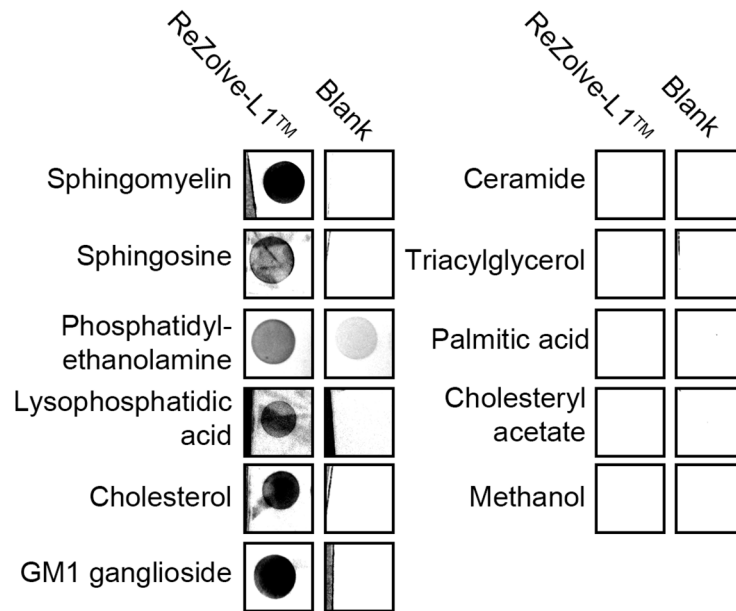 ReZolve-L1™
Blank
Sphingomyelin
Sphingosine
Phosphatidyl-
ethanolamine
Lysophosphatidic
acid
Cholesterol
GM1 ganglioside
ReZolve-L1™
Blank
Ceramide
Triacylglycerol
Palmitic acid
Cholesteryl
acetate
Methanol